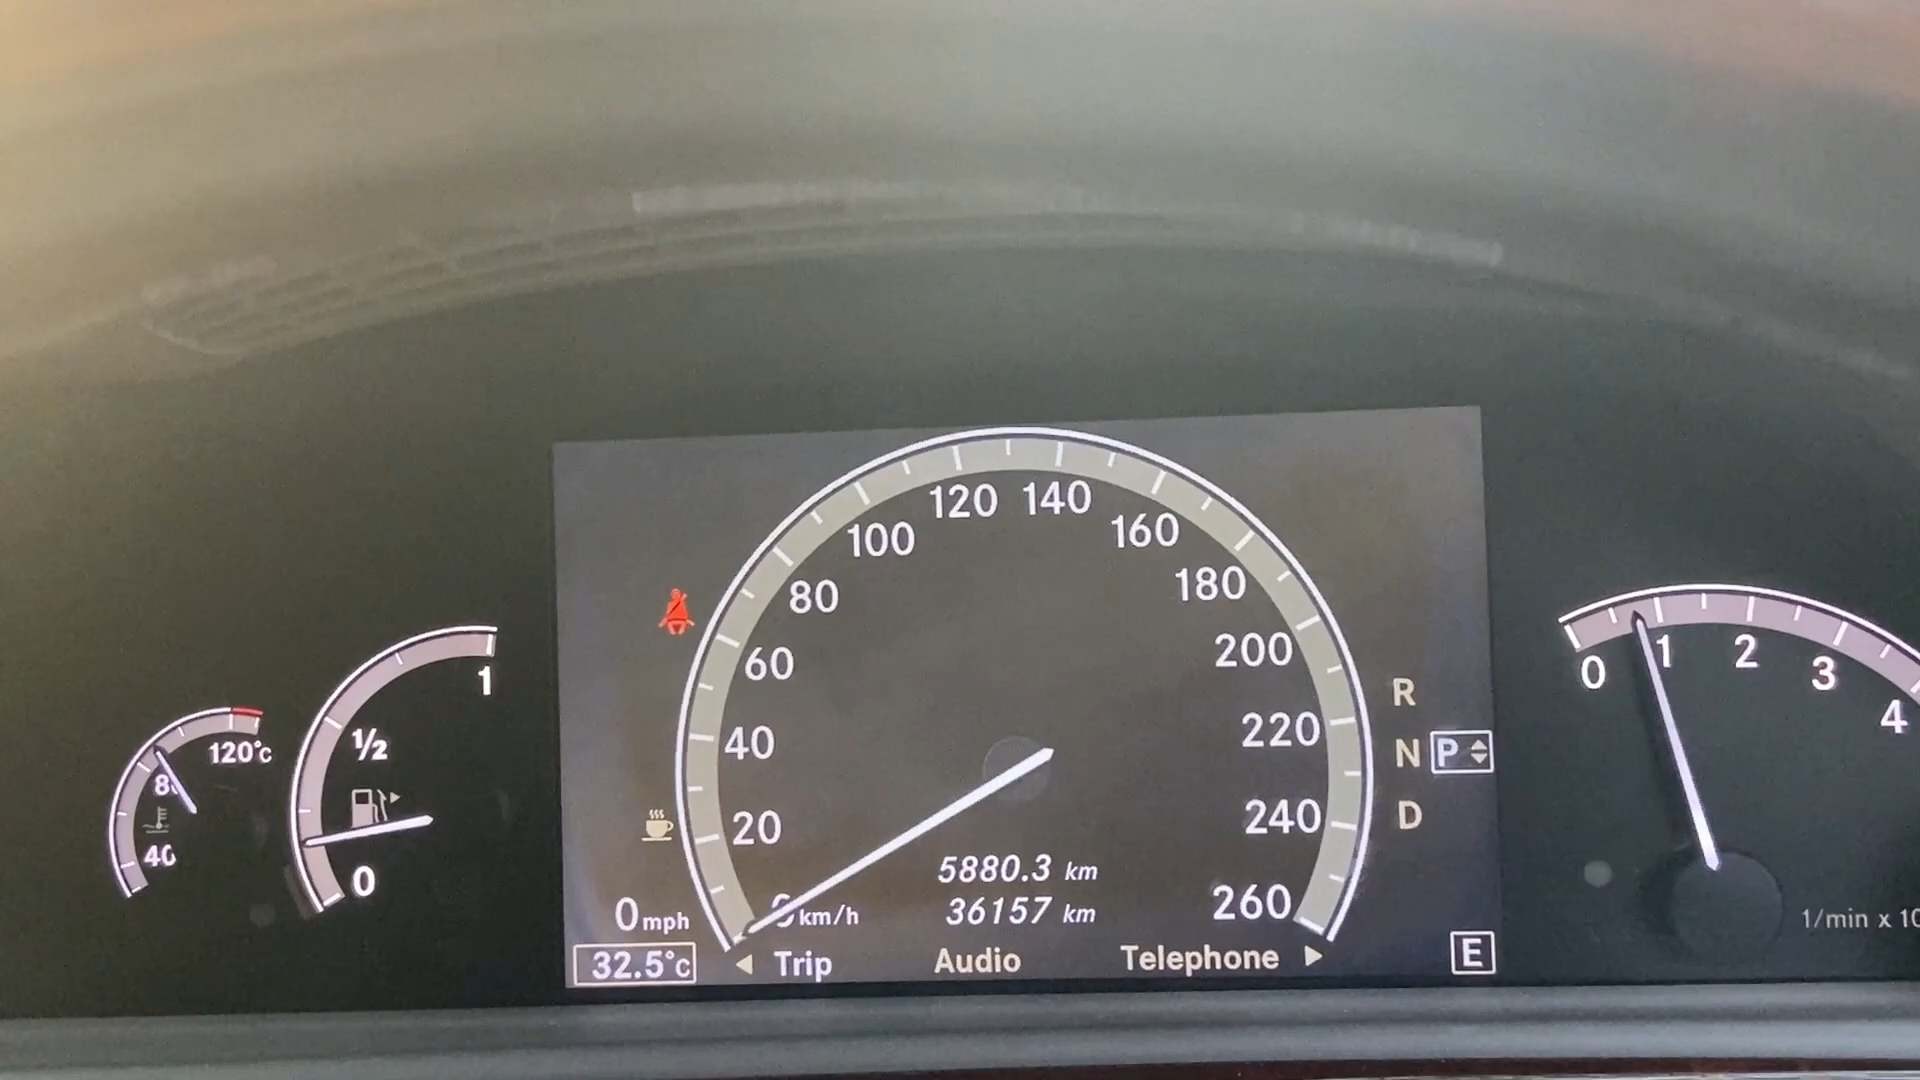 120°C
8
40
1
½
0
0 mph
32.5°C
20
40
60
80
100
120
140
160
180
200
220
240
260
km/h
5880.3 km
36157 km
Trip
Audio
Telephone
R
N
P
D
E
0
1
2
3
4
1/min x 10